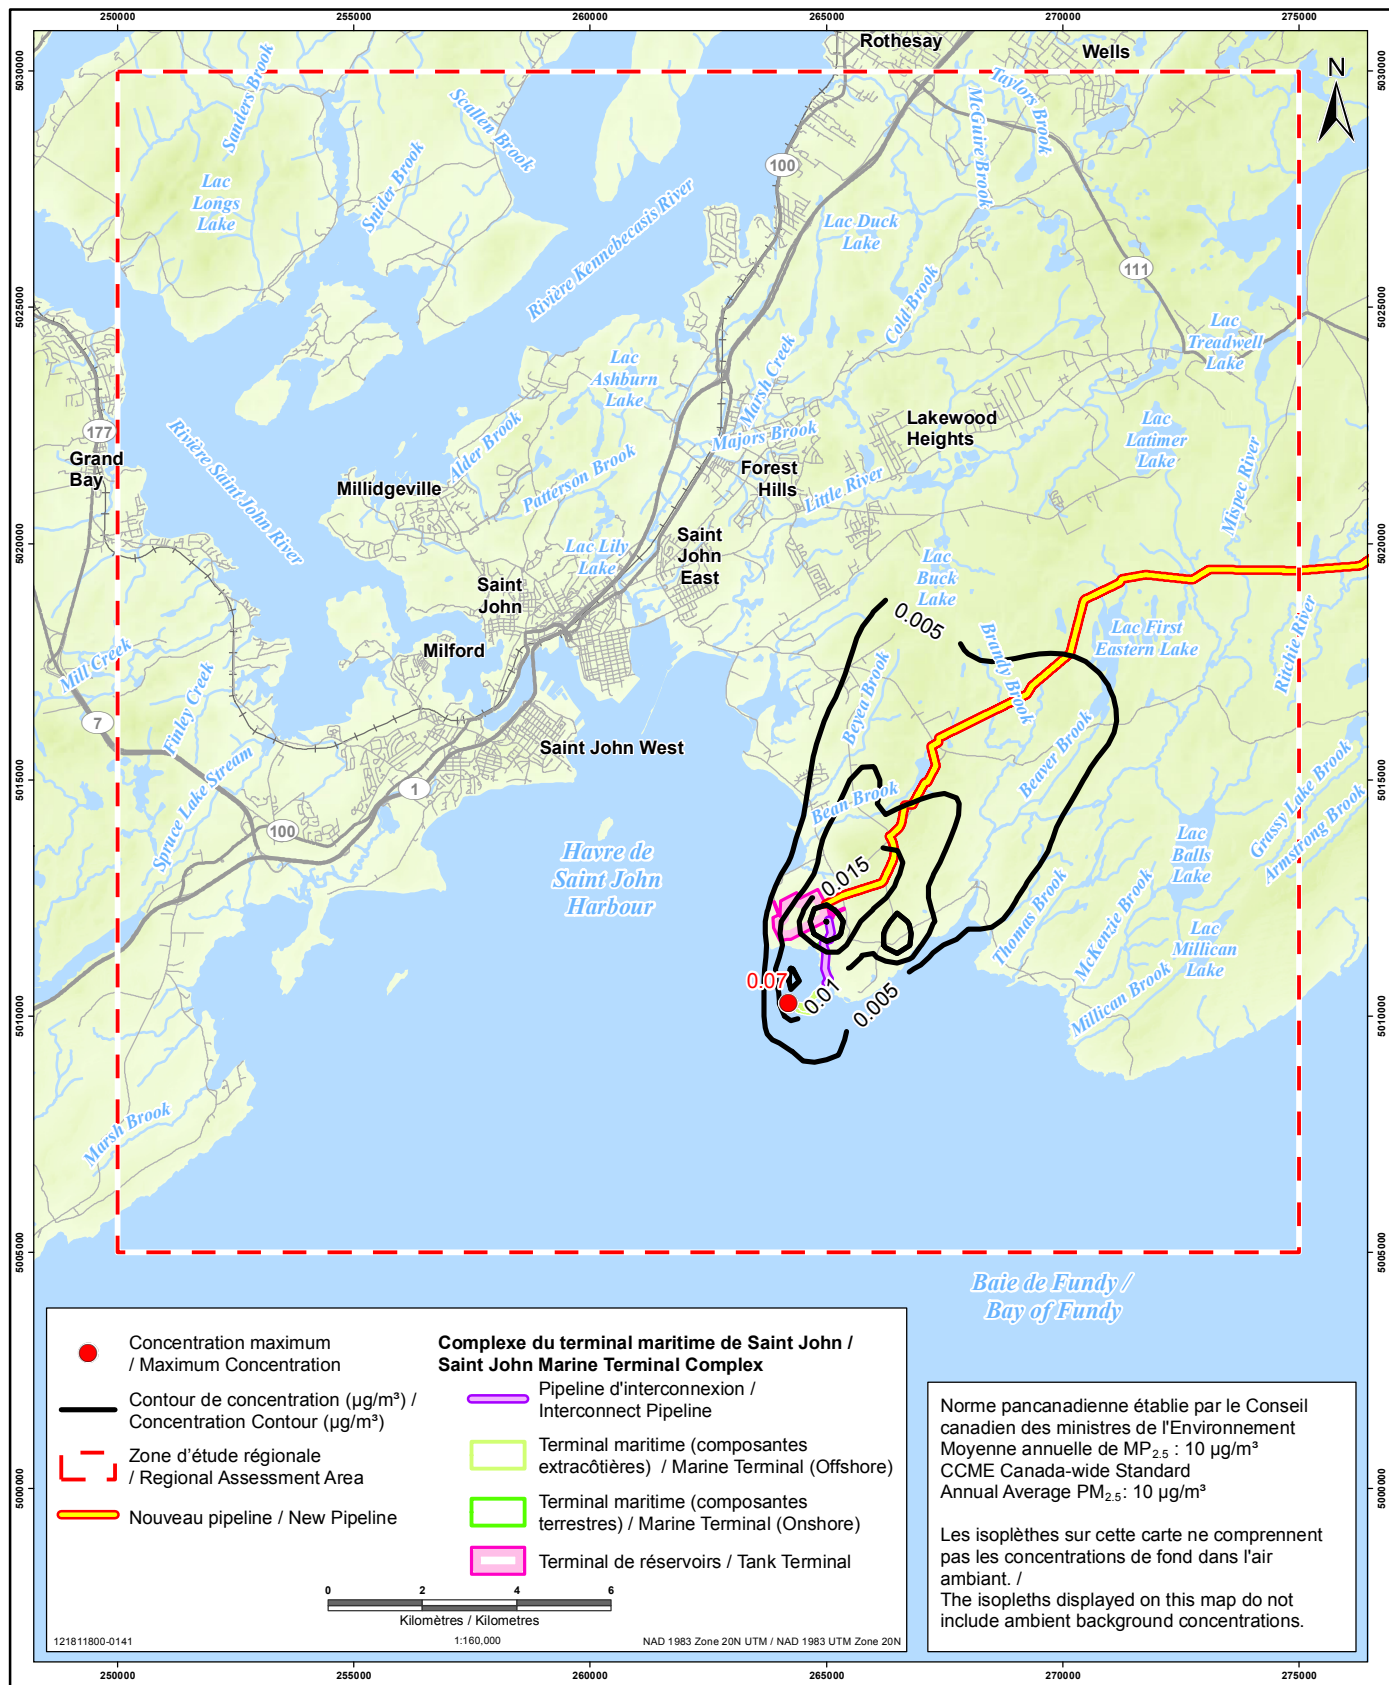 250000
255000
260000
265000
270000
275000
5030000
5030000
Rothesay
Wells
N
Sanders Brook
Scallen Brook
Taylors Brook
McGuire Brook
100
Lac
Longs
Lake
Snider Brook
Rivière Kennebecasis River
Lac Duck
Lake
111
5025000
5025000
Cold Brook
Lac
Treadwell
Lake
Lac
Ashburn
Lake
Marsh Creek
Lakewood
Heights
177
Grand
Bay
Rivière Saint John River
Alder Brook
Majors Brook
Lac
Latimer
Lake
Millidgeville
Patterson Brook
Forest
Hills
Little River
Mispec River
5020000
5020000
Saint
John
East
Lac Lily
Lake
Lac
Buck
Lake
Saint
John
0.005
Brandy Brook
Lac First
Eastern Lake
Ritchie River
Milford
Mill Creek
Finley Creek
7
Beyea Brook
Saint John West
Beaver Brook
5015000
5015000
Spruce Lake Stream
1
Bean Brook
100
Grassy Lake Brook
Armstrong Brook
Havre de
Saint John
Harbour
Lac
Balls
Lake
0.015
Thomas Brook
McKenzie Brook
Lac
Millican
Lake
0.07
0.01
0.005
Millican Brook
5010000
5010000
Marsh Brook
5005000
5005000
Baie de Fundy /
Bay of Fundy
Concentration maximum
/ Maximum Concentration
Contour de concentration (µg/m³) /
Concentration Contour (µg/m³)
Zone d'étude régionale
/ Regional Assessment Area
Nouveau pipeline / New Pipeline
Complexe du terminal maritime de Saint John /
Saint John Marine Terminal Complex
Pipeline d'interconnexion /
Interconnect Pipeline
Terminal maritime (composantes
extracôtières) / Marine Terminal (Offshore)
Terminal maritime (composantes
terrestres) / Marine Terminal (Onshore)
Terminal de réservoirs / Tank Terminal
0 2 4 6
Kilomètres / Kilometres
121811800-0141
1:160,000
NAD 1983 Zone 20N UTM / NAD 1983 UTM Zone 20N
Norme pancanadienne établie par le Conseil
canadien des ministres de l'Environnement
Moyenne annuelle de MP2.5 : 10 µg/m³
CCME Canada-wide Standard
Annual Average PM2.5: 10 µg/m³
Les isoplèthes sur cette carte ne comprennent
pas les concentrations de fond dans l'air
ambiant. /
The isopleths displayed on this map do not
include ambient background concentrations.
5000000
5000000
250000
255000
260000
265000
270000
275000